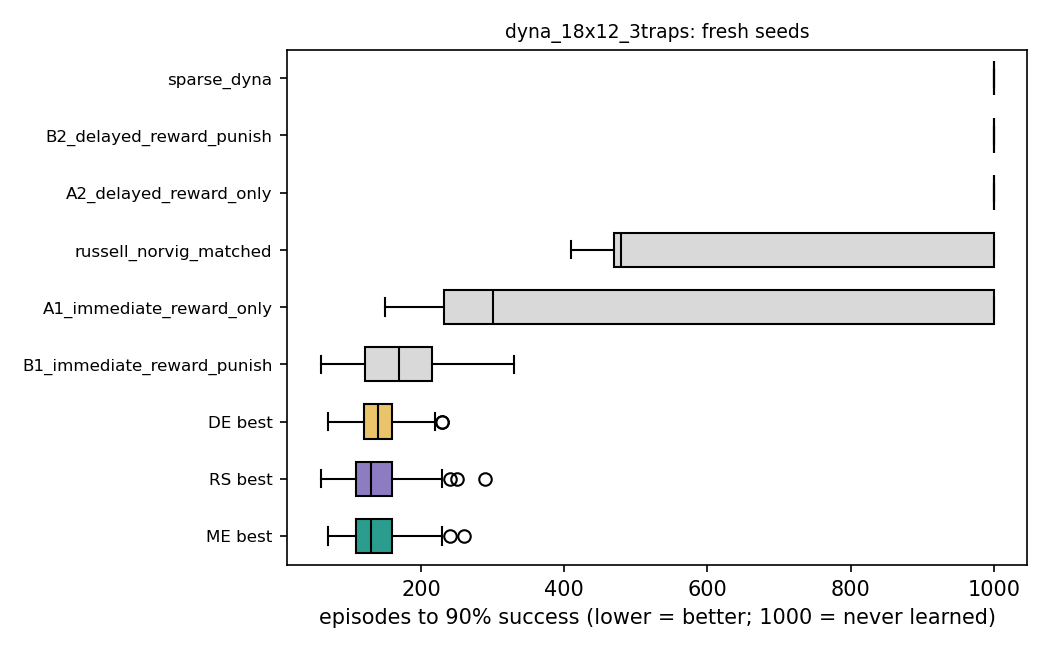 dyna_18x12_3traps: fresh seeds
sparse_dyna
B2_delayed_reward_punish
A2_delayed_reward_only
russell_norvig_matched
A1_immediate_reward_only
B1_immediate_reward_punish
DE best
RS best
ME best
200 400 600 800 1000
episodes to 90% success (lower = better; 1000 = never learned)